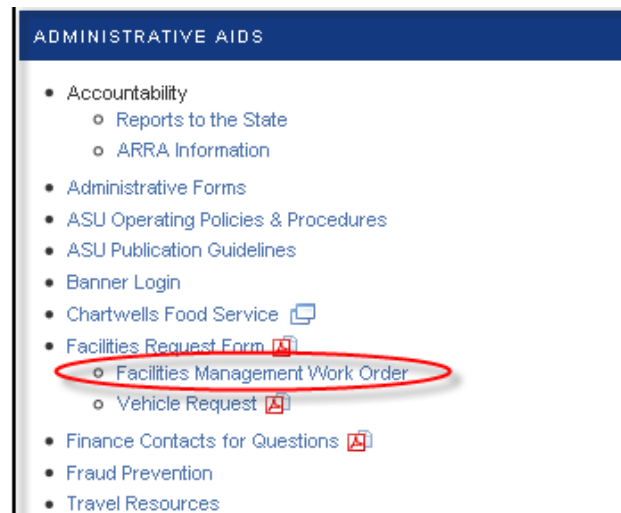 ADMINISTRATIVE AIDS
Accountability
Reports to the State
ARRA Information
Administrative Forms
ASU Operating Policies & Procedures
ASU Publication Guidelines
Banner Login
Chartwells Food Service
Facilities Request Form
Facilities Management Work Order
Vehicle Request
Finance Contacts for Questions
Fraud Prevention
Travel Resources